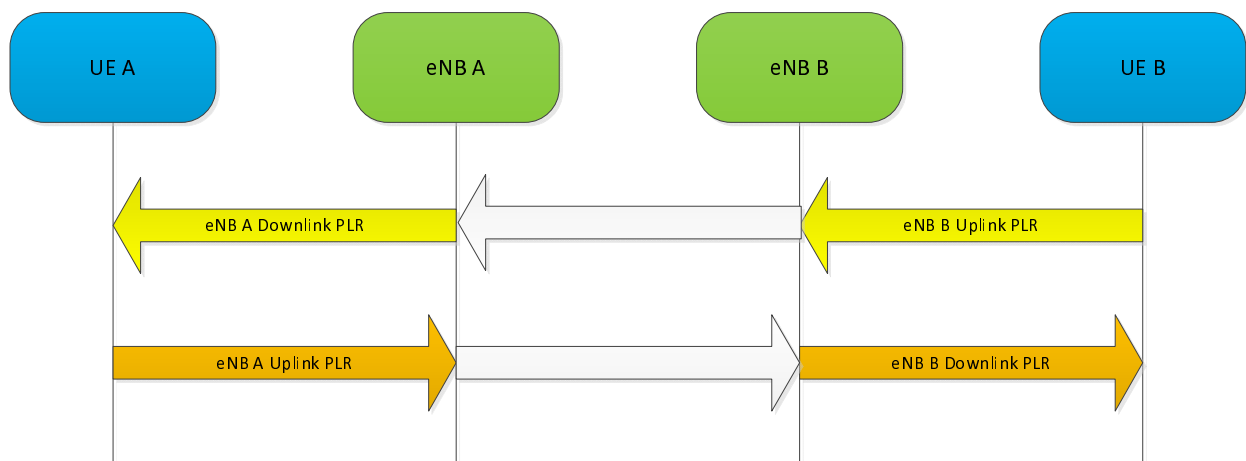 UE A
eNB A
eNB B
UE B
eNB A Downlink PLR
eNB B Uplink PLR
eNB A Uplink PLR
eNB B Downlink PLR